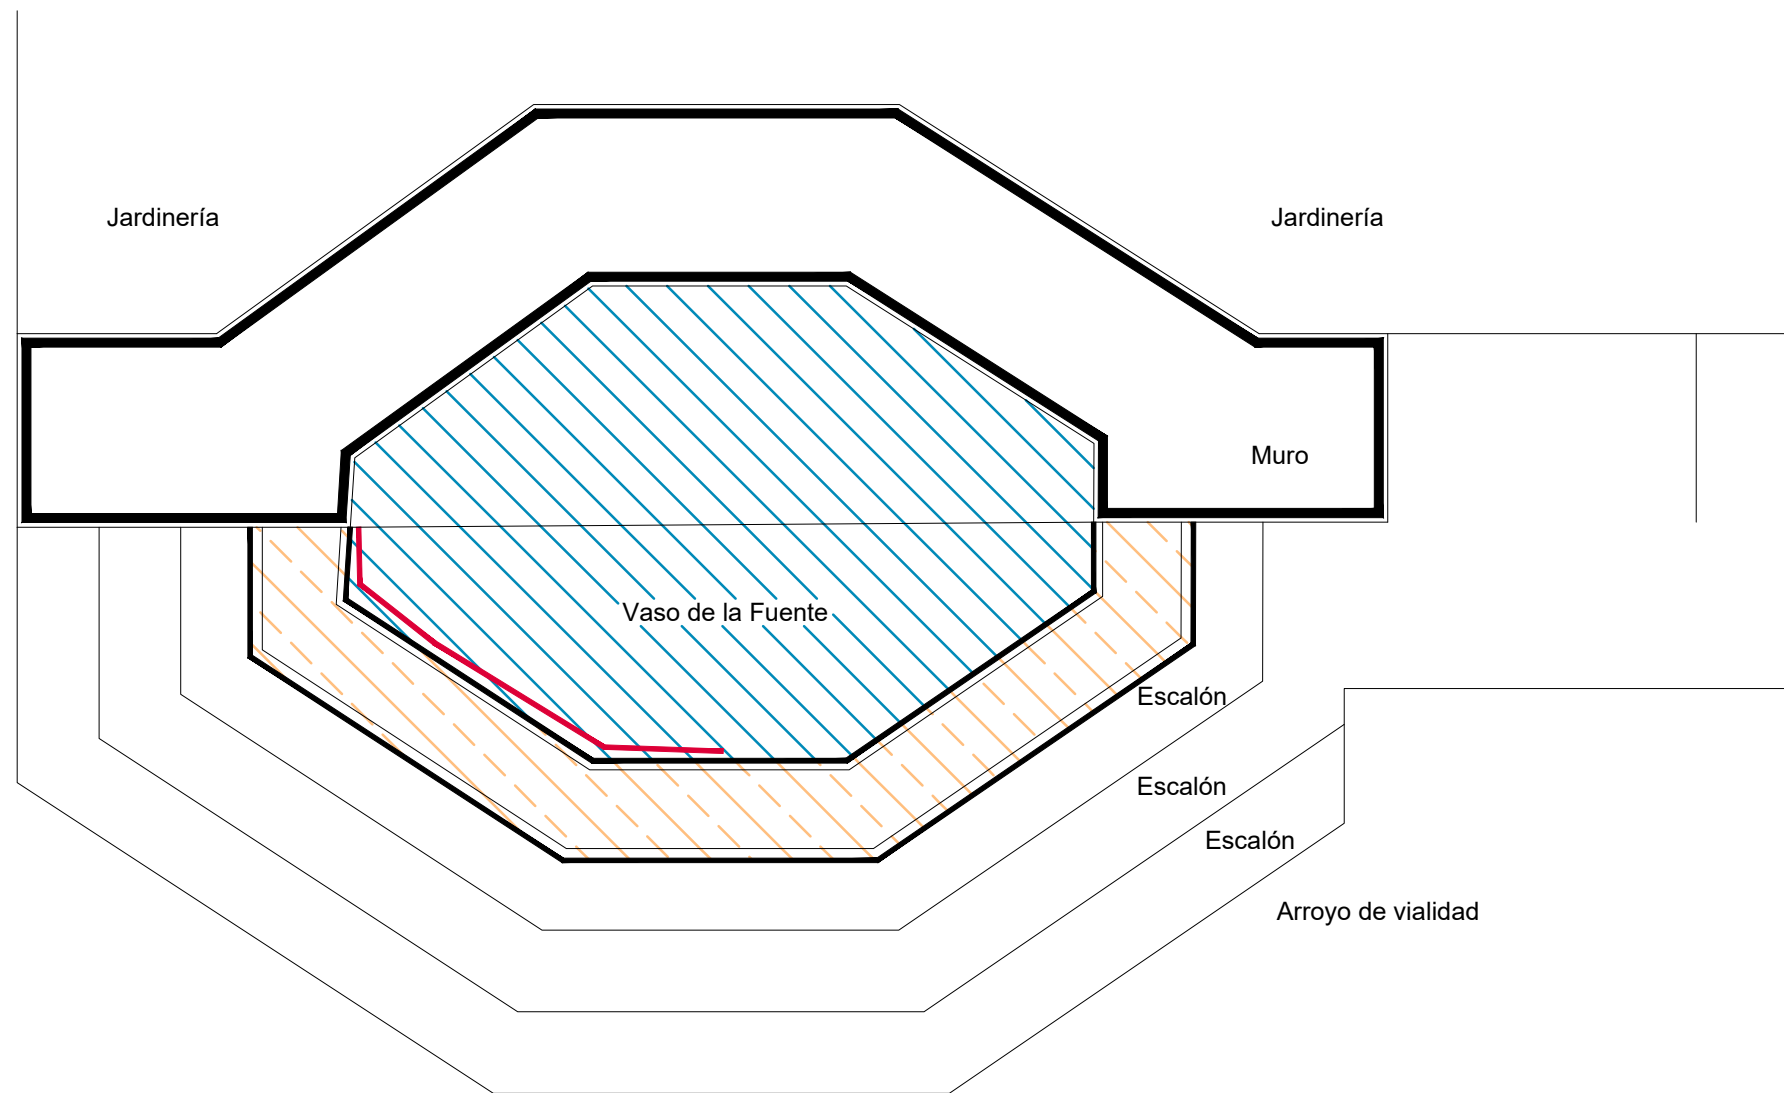 Jardinería
Jardinería
Muro
Vaso de la Fuente
Escalón
Escalón
Escalón
Arroyo de vialidad